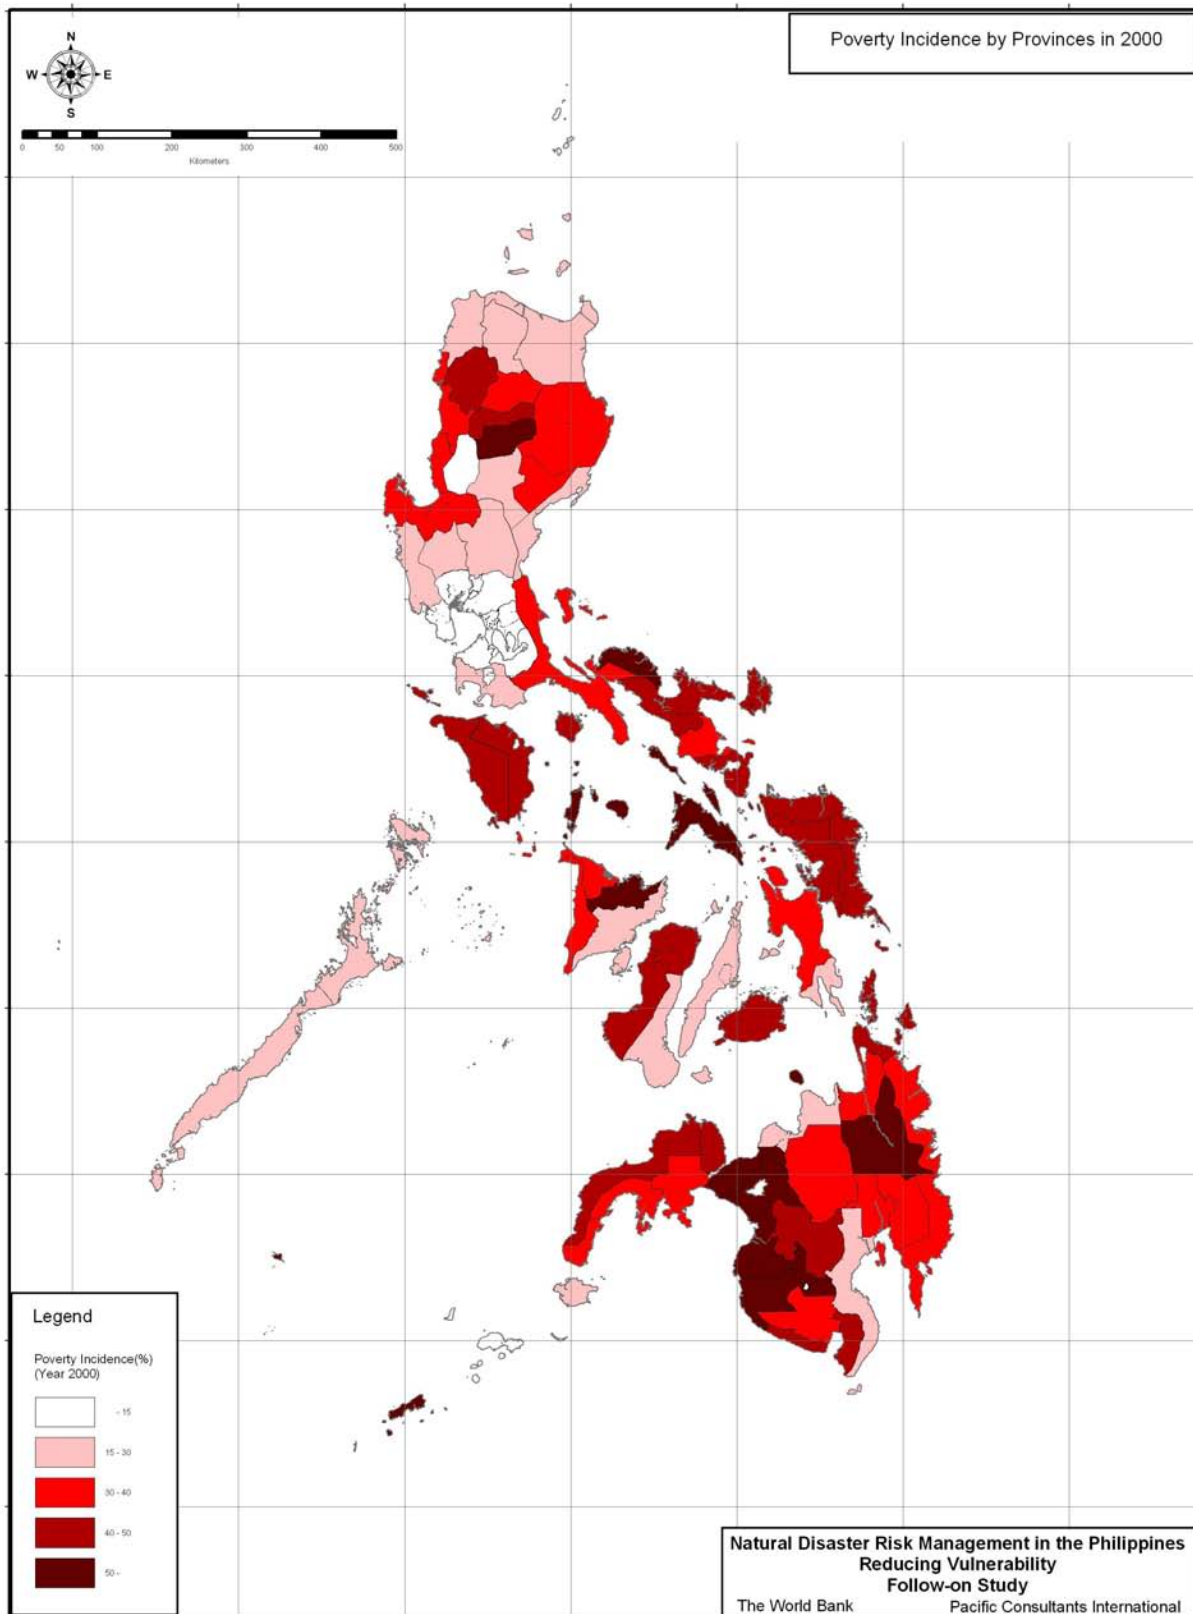 Poverty Incidence by Provinces in 2000
N
W E
S
0 50 100 200 300 400 500
Kilometers
Legend
Poverty Incidence(%)
(Year 2000)
- 15
15 - 30
30 - 40
40 - 50
50 -
Natural Disaster Risk Management in the Philippines
Reducing Vulnerability
Follow-on Study
The World Bank Pacific Consultants International